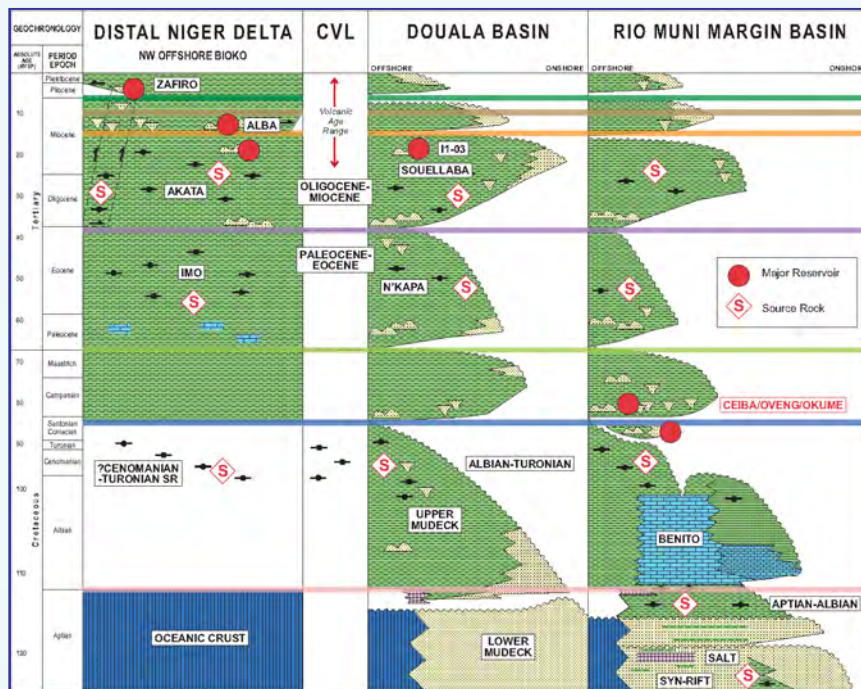 GEOCHRONOLOGY
DISTAL NIGER DELTA
CVL
DOUALA BASIN
RIO MUNI MARGIN BASIN
ABSOLUTE
AGE
PERIOD
EPOCH
NW OFFSHORE BIOKO
OFFSHORE
ONSHORE
OFFSHORE
ONSHORE
Pleistocene
Pliocene
ZAFIRO
10
Miocene
ALBA
Volcanic
Age
Range
20
I1-03
SOUELLABA
S
S
S
S
AKATA
OLIGOCENE-
MIOCENE
30
Oligocene
Tertiary
40
PALEOCENE-
EOCENE
Eocene
IMO
N'KAPA
S
S
S
Major Reservoir
S
Source Rock
60
Paleocene
70
Maastrich
Campanian
80
CEIBA/OVENG/OKUME
Santonian
Coniacian
90
Turonian
Cenomanian
?CENOMANIAN
-TURONIAN SR
S
S
S
ALBIAN-TURONIAN
100
Cretaceous
Albian
UPPER
MUDECK
BENITO
110
S
APTIAN-ALBIAN
Aptian
OCEANIC CRUST
LOWER
MUDECK
SALT
120
SYN-RIFT
S